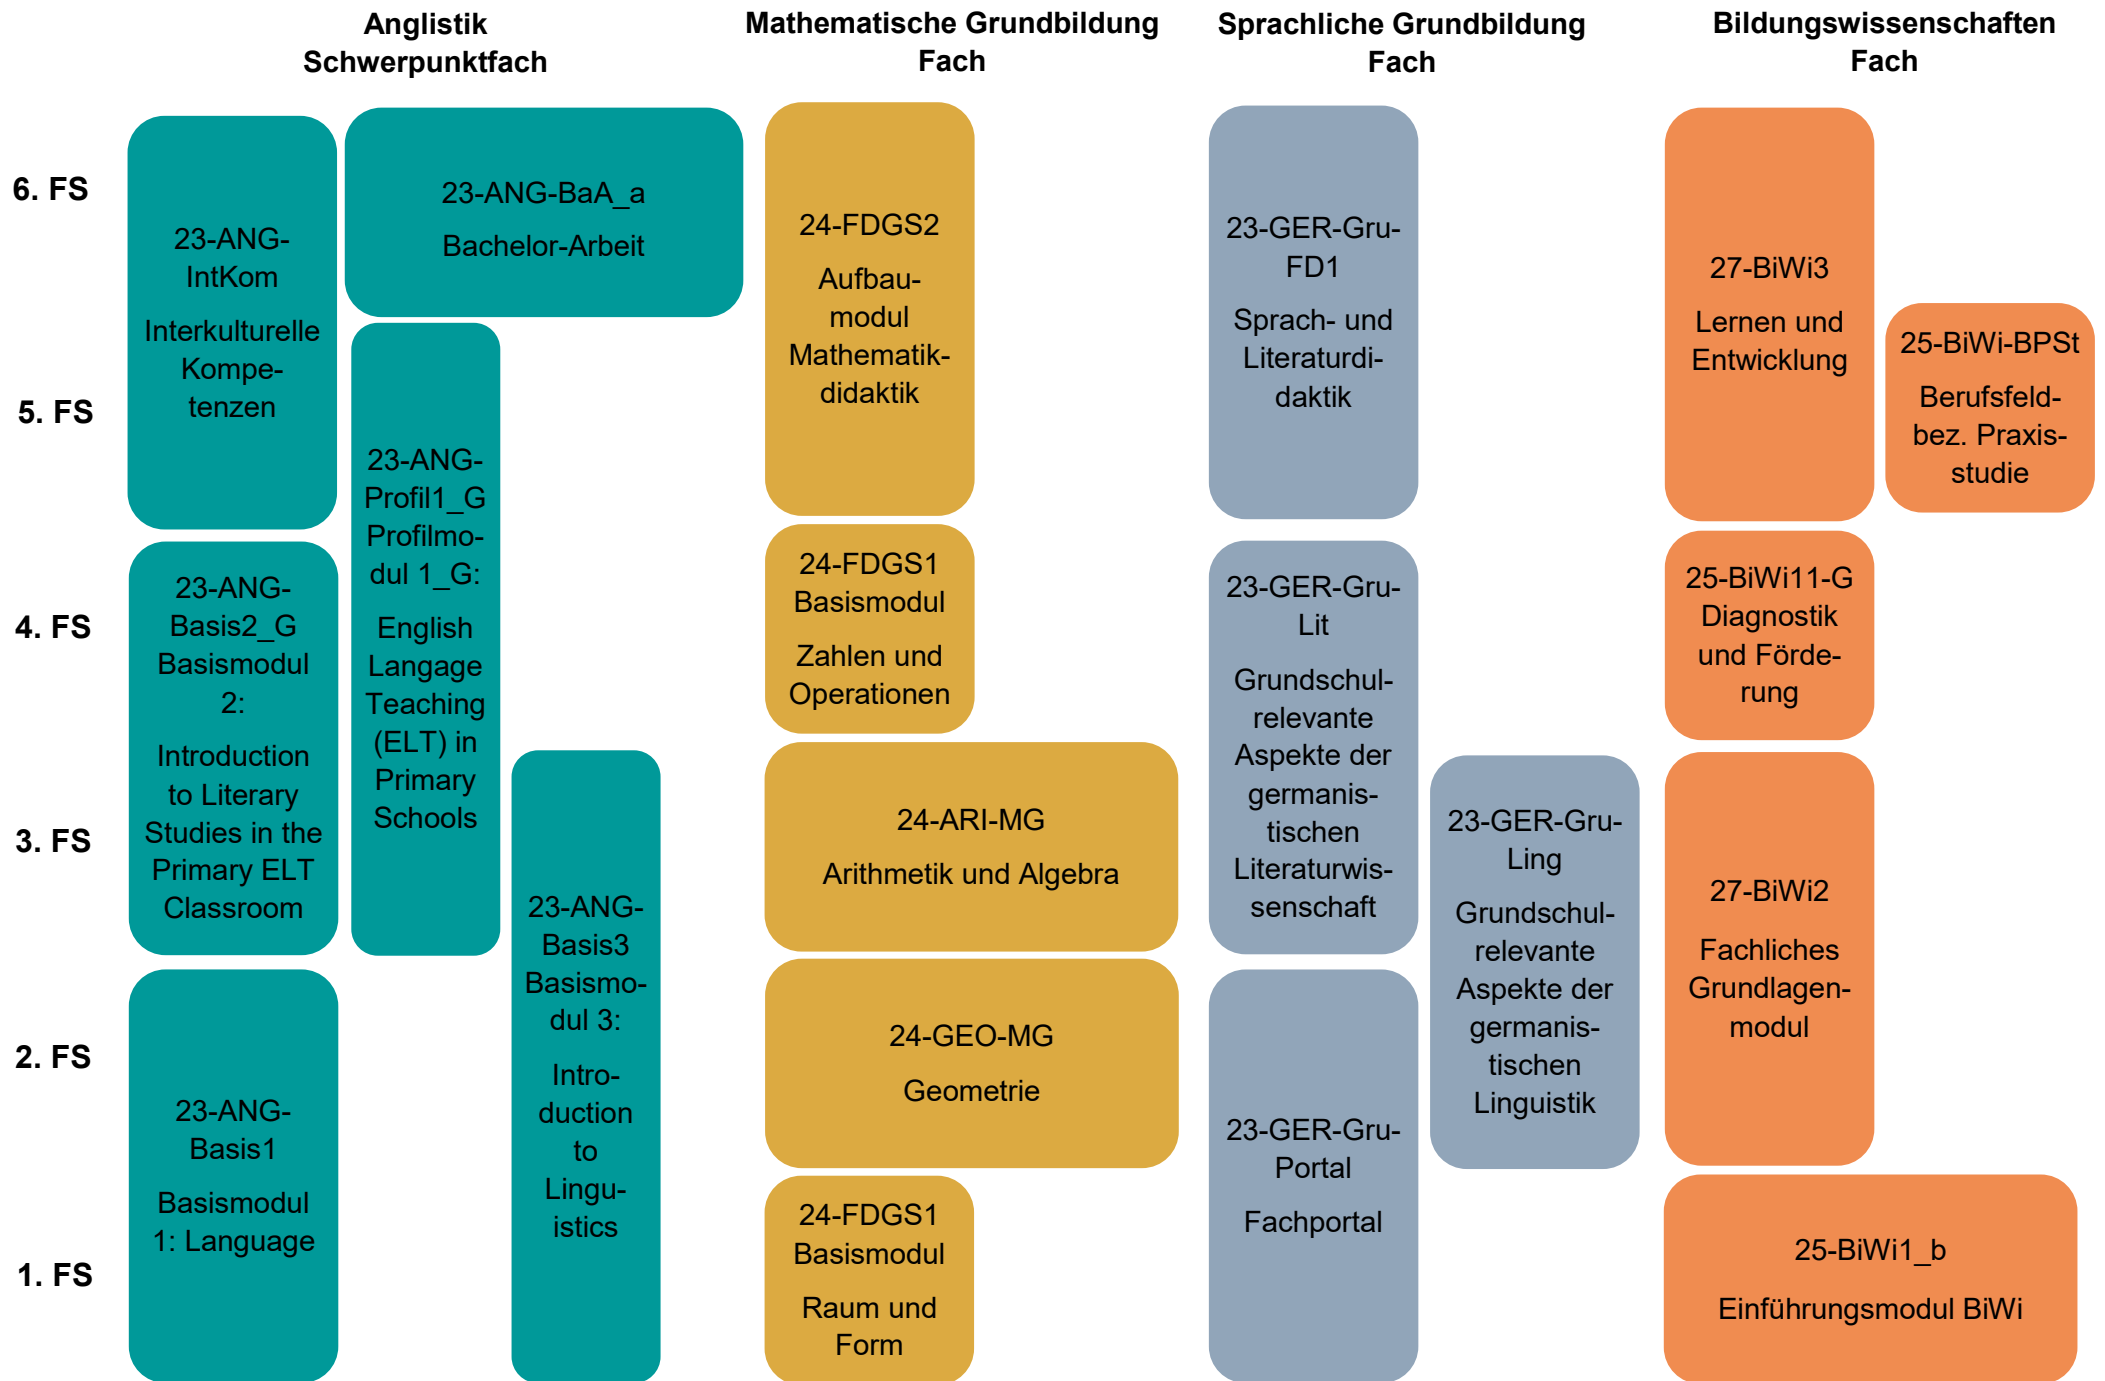 Anglistik
Schwerpunktfach
Mathematische Grundbildung
Fach
Sprachliche Grundbildung
Fach
Bildungswissenschaften
Fach
6. FS
5. FS
4. FS
3. FS
2. FS
1. FS
23-ANG-
IntKom
Interkulturelle
Kompe-
tenzen
23-ANG-BaA_a
Bachelor-Arbeit
23-ANG-
Profil1_G
Profilmo-
dul 1_G:
English
Langage
Teaching
(ELT) in
Primary
Schools
23-ANG-
Basis2_G
Basismodul
2:
Introduction
to Literary
Studies in the
Primary ELT
Classroom
23-ANG-
Basis3
Basismo-
dul 3:
Intro-
duction
to
Lingu-
istics
23-ANG-
Basis1
Basismodul
1: Language
24-FDGS2
Aufbau-
modul
Mathematik-
didaktik
24-FDGS1
Basismodul
Zahlen und
Operationen
24-ARI-MG
Arithmetik und Algebra
24-GEO-MG
Geometrie
24-FDGS1
Basismodul
Raum und
Form
23-GER-Gru-
FD1
Sprach- und
Literaturdi-
daktik
23-GER-Gru-
Lit
Grundschul-
relevante
Aspekte der
germanis-
tischen
Literaturwis-
senschaft
23-GER-Gru-
Ling
Grundschul-
relevante
Aspekte der
germanis-
tischen
Linguistik
23-GER-Gru-
Portal
Fachportal
27-BiWi3
Lernen und
Entwicklung
25-BiWi-BPSt
Berufsfeld-
bez. Praxis-
studie
25-BiWi11-G
Diagnostik
und Förde-
rung
27-BiWi2
Fachliches
Grundlagen-
modul
25-BiWi1_b
Einführungsmodul BiWi